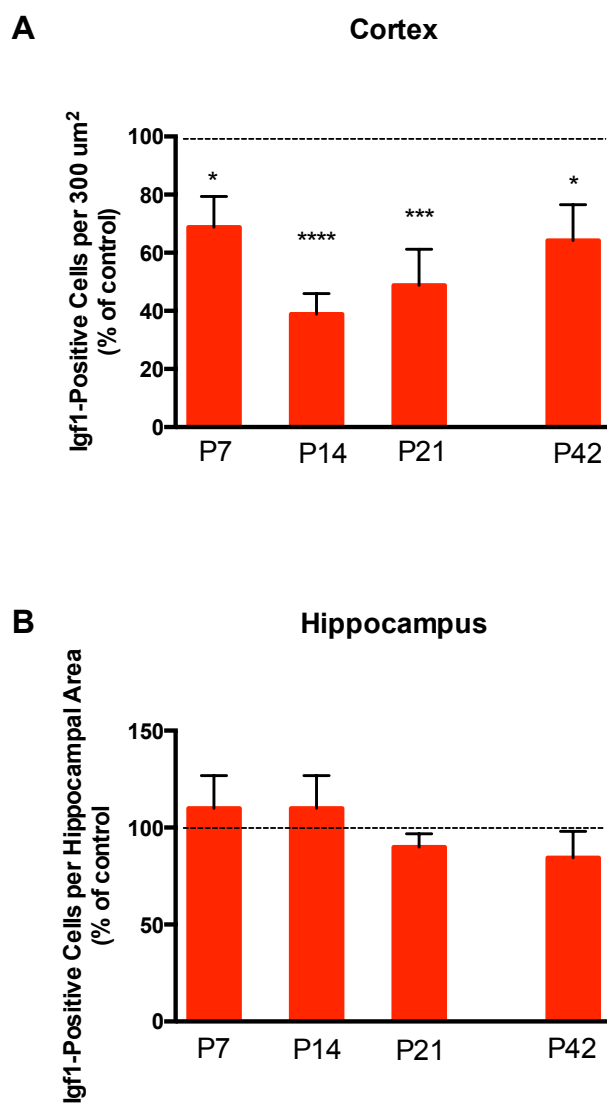 A
Cortex
Igf1-Positive Cells per 300 um²
(% of control)
100
80
60
40
20
0
*
****
***
*
P7
P14
P21
P42
B
Hippocampus
Igf1-Positive Cells per Hippocampal Area
(% of control
150
100
50
0
P7
P14
P21
P42